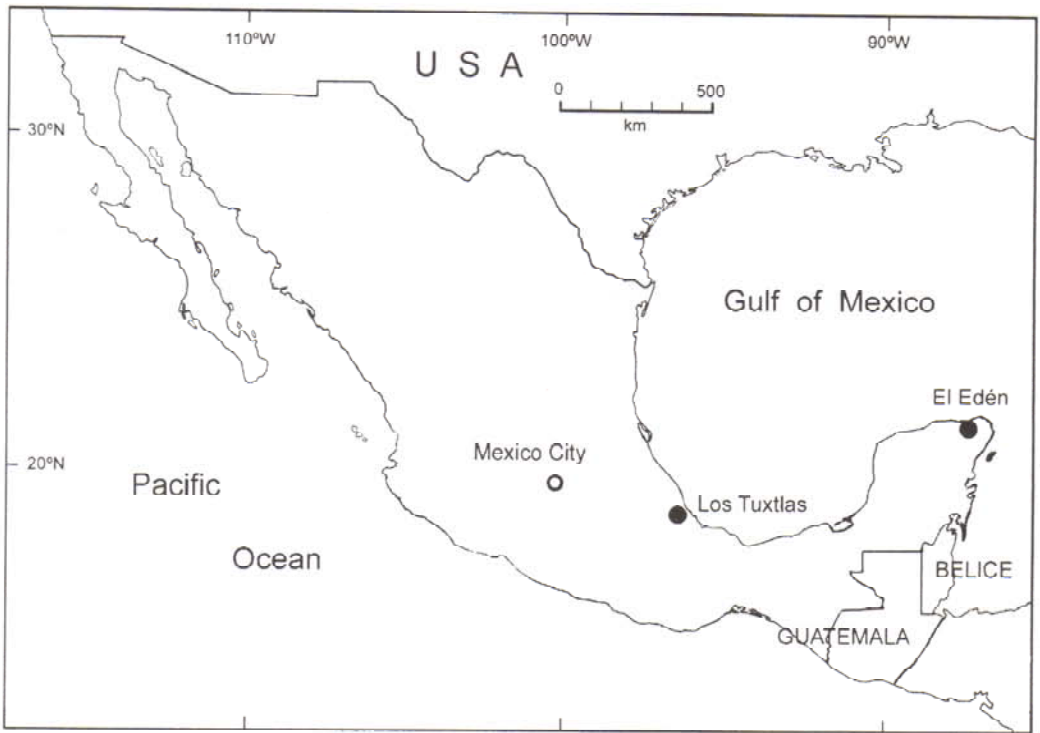 110ºW
100ºW
90ºW
U S A
0
500
km
30ºN
Gulf of Mexico
El Edén
Mexico City
20ºN
Pacific
Los Tuxtlas
Ocean
BELICE
GUATEMALA